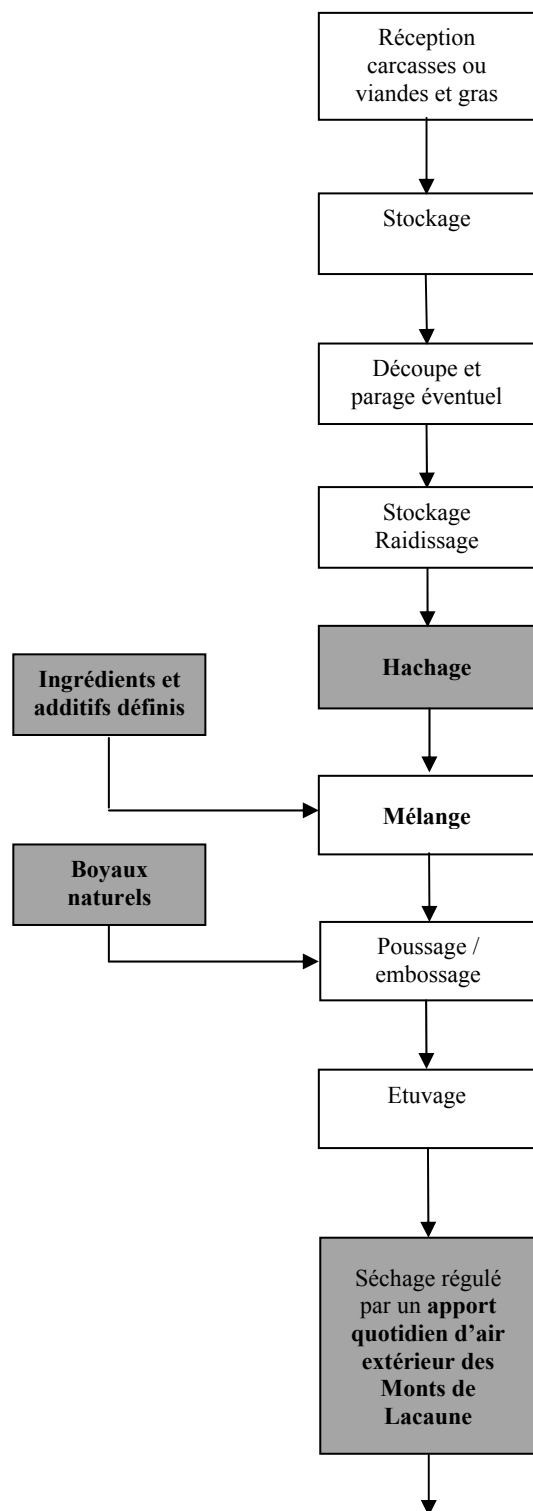 Réception
carcasses ou
viandes et gras
Stockage
Découpe et
parage éventuel
Stockage
Raidissage
Hachage
Ingrédients et
additifs définis
Mélange
Boyaux
naturels
Poussage /
embossage
Etuvage
Séchage régulé
par un apport
quotidien d’air
extérieur des
Monts de
Lacaune